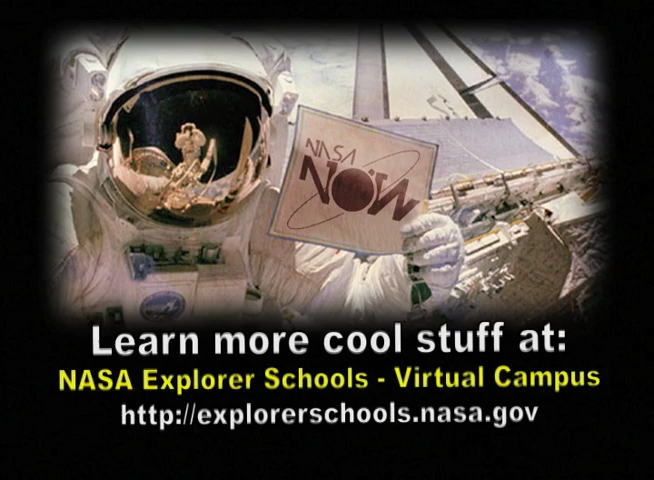 NASA
NOW
Learn more cool stuff at:
NASA Explorer Schools - Virtual Campus
http://explorerschools.nasa.gov